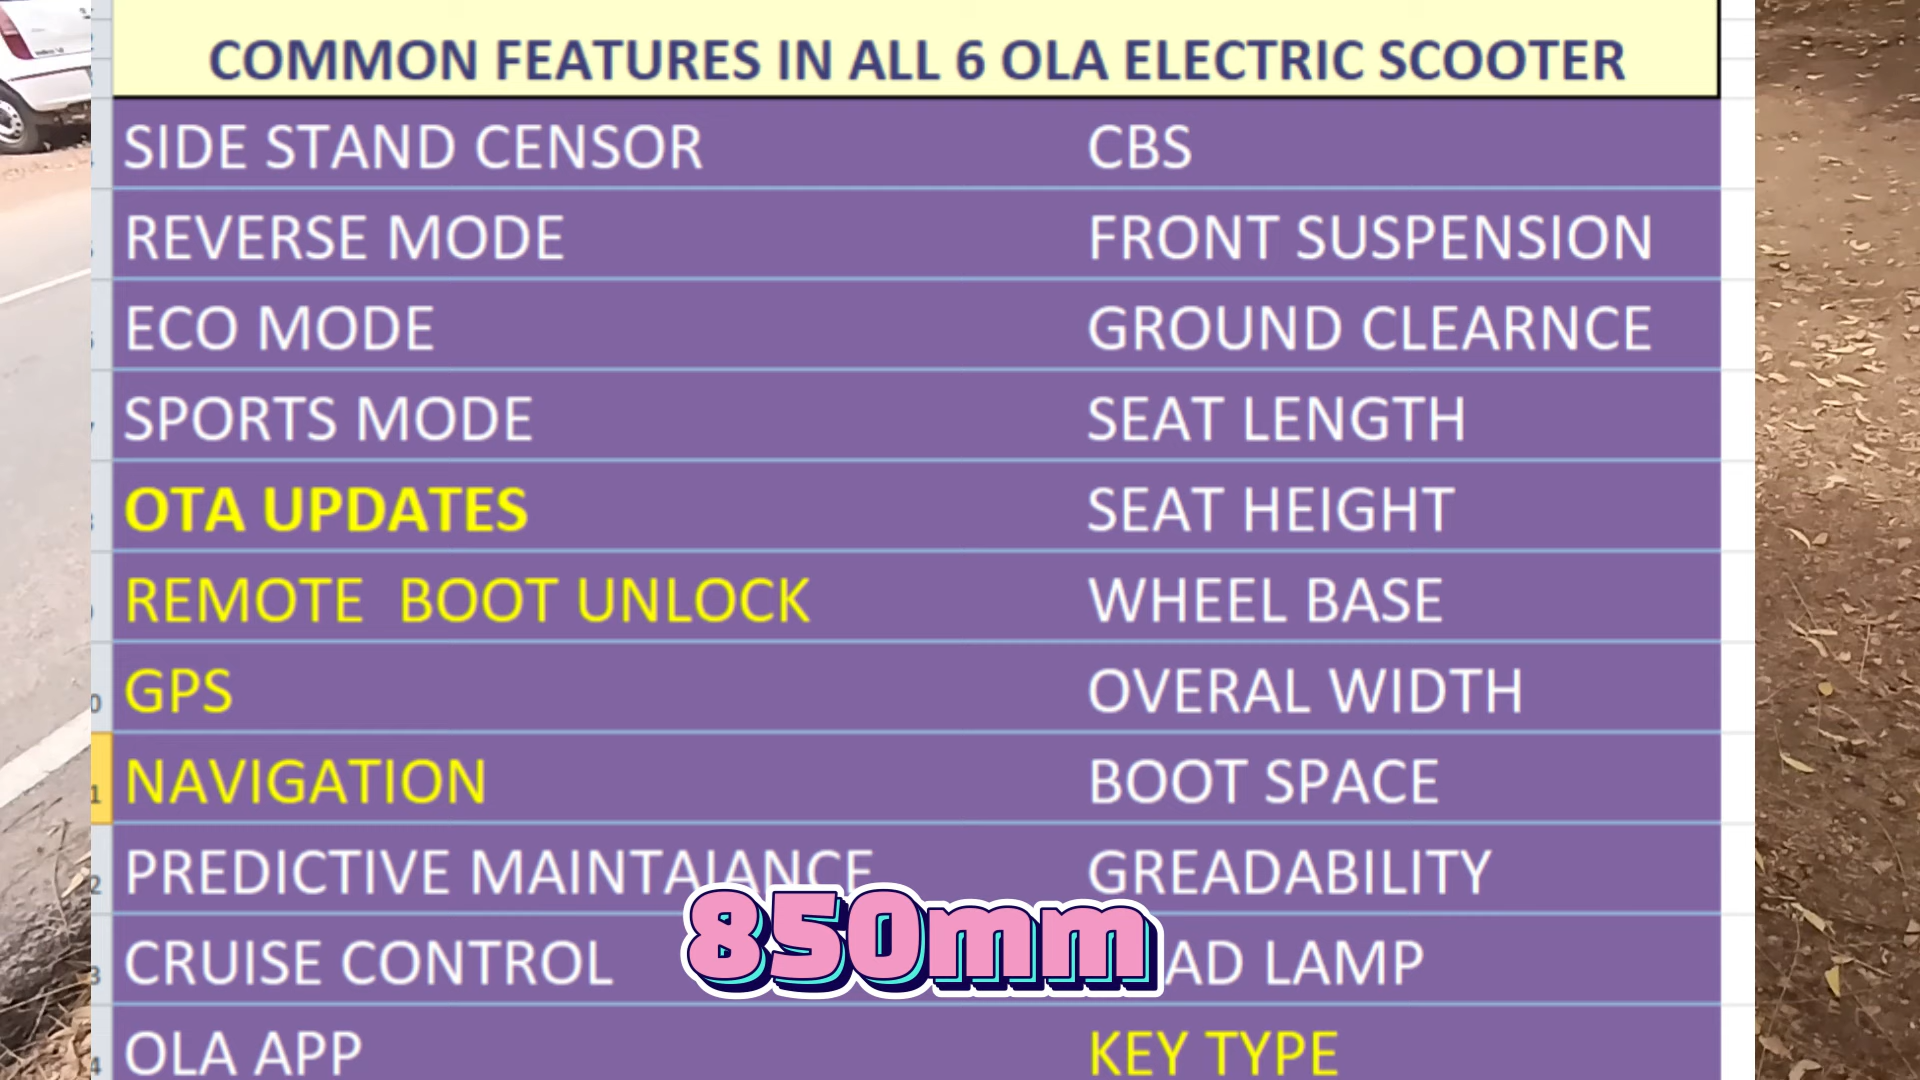 COMMON FEATURES IN ALL 6 OLA ELECTRIC SCOOTER
SIDE STAND CENSOR CBS
REVERSE MODE FRONT SUSPENSION
ECO MODE GROUND CLEARNCE
SPORTS MODE SEAT LENGTH
OTA UPDATES SEAT HEIGHT
REMOTE BOOT UNLOCK WHEEL BASE
GPS OVERAL WIDTH
NAVIGATION BOOT SPACE
PREDICTIVE MAINTAIANCE GREADABILITY
850mm
CRUISE CONTROL LAMP
OLA APP KEY TYPE